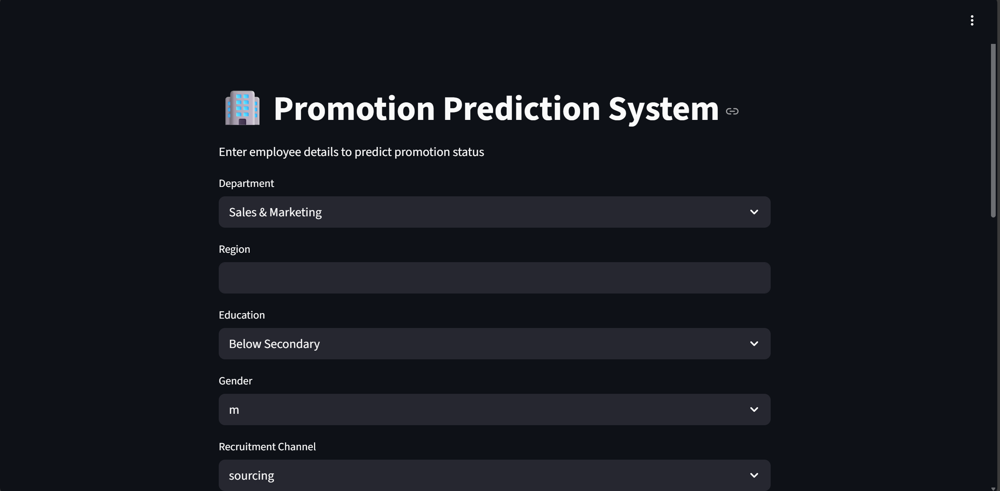 Promotion Prediction System
Enter employee details to predict promotion status
Department
Sales & Marketing
Region
Education
Below Secondary
Gender
m
Recruitment Channel
sourcing